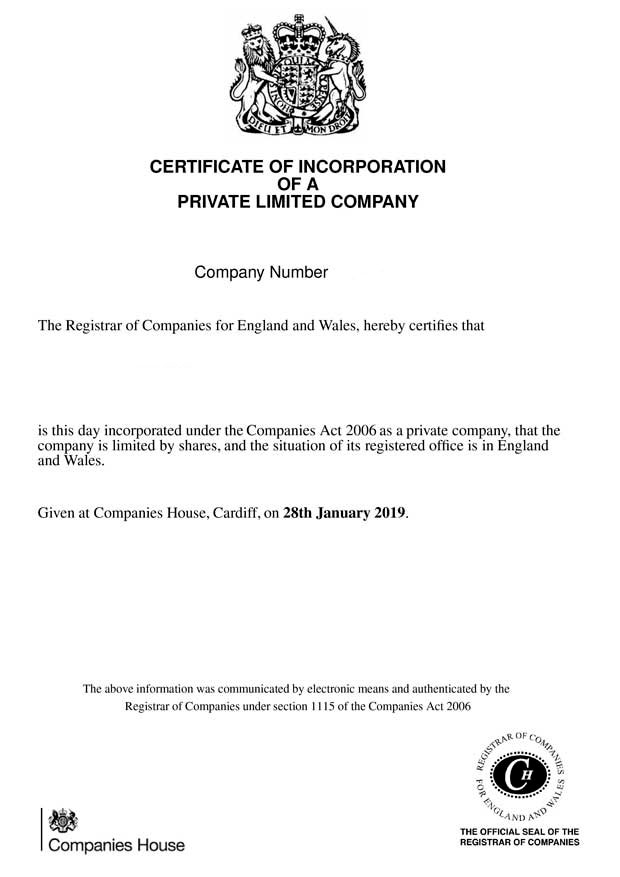 QUI
DIEU ET MON DROIT
CERTIFICATE OF INCORPORATION
OF A
PRIVATE LIMITED COMPANY
Company Number
The Registrar of Companies for England and Wales, hereby certifies that
is this day incorporated under the Companies Act 2006 as a private company, that the
company is limited by shares, and the situation of its registered office is in England
and Wales.
Given at Companies House, Cardiff, on 28th January 2019.
The above information was communicated by electronic means and authenticated by the
Registrar of Companies under section 1115 of the Companies Act 2006
REGISTRAR OF COMPANIES
FOR ENGLAND AND WALES
CH
THE OFFICIAL SEAL OF THE
REGISTRAR OF COMPANIES
Companies House